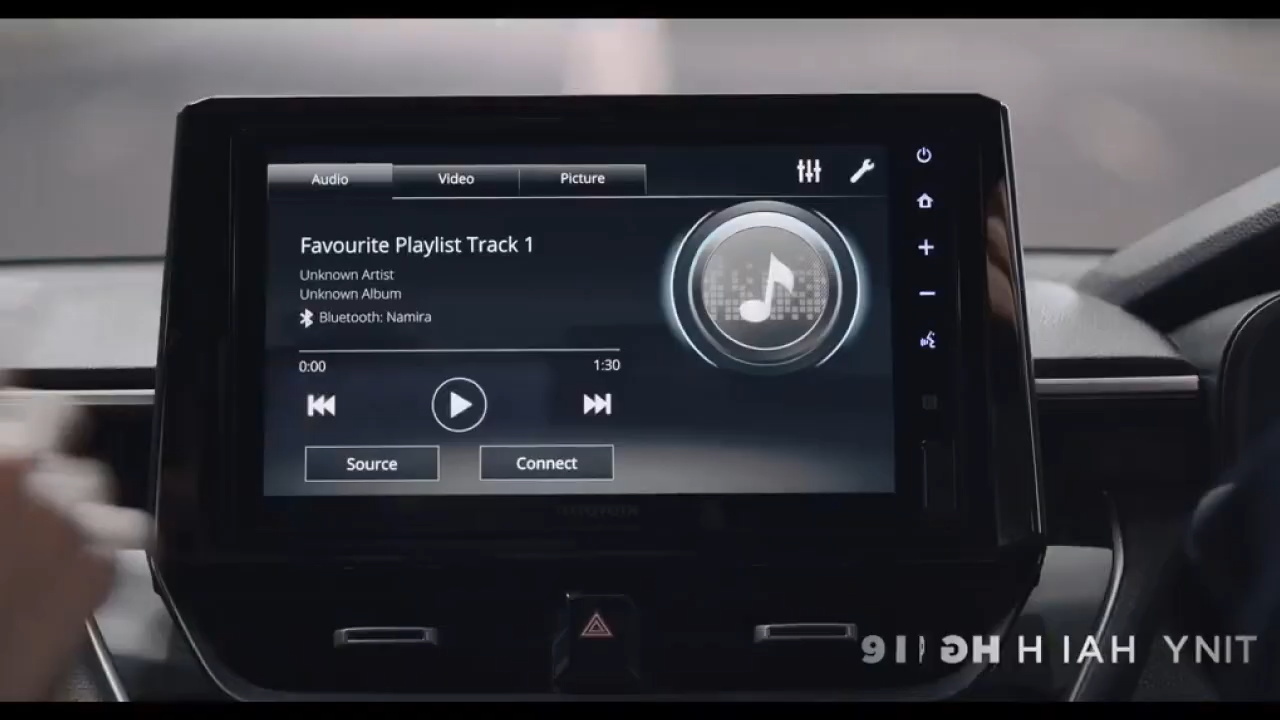 Audio
Video
Picture
Favourite Playlist Track 1
Unknown Artist
Unknown Album
Bluetooth: Namira
0:00
1:30
Source
Connect